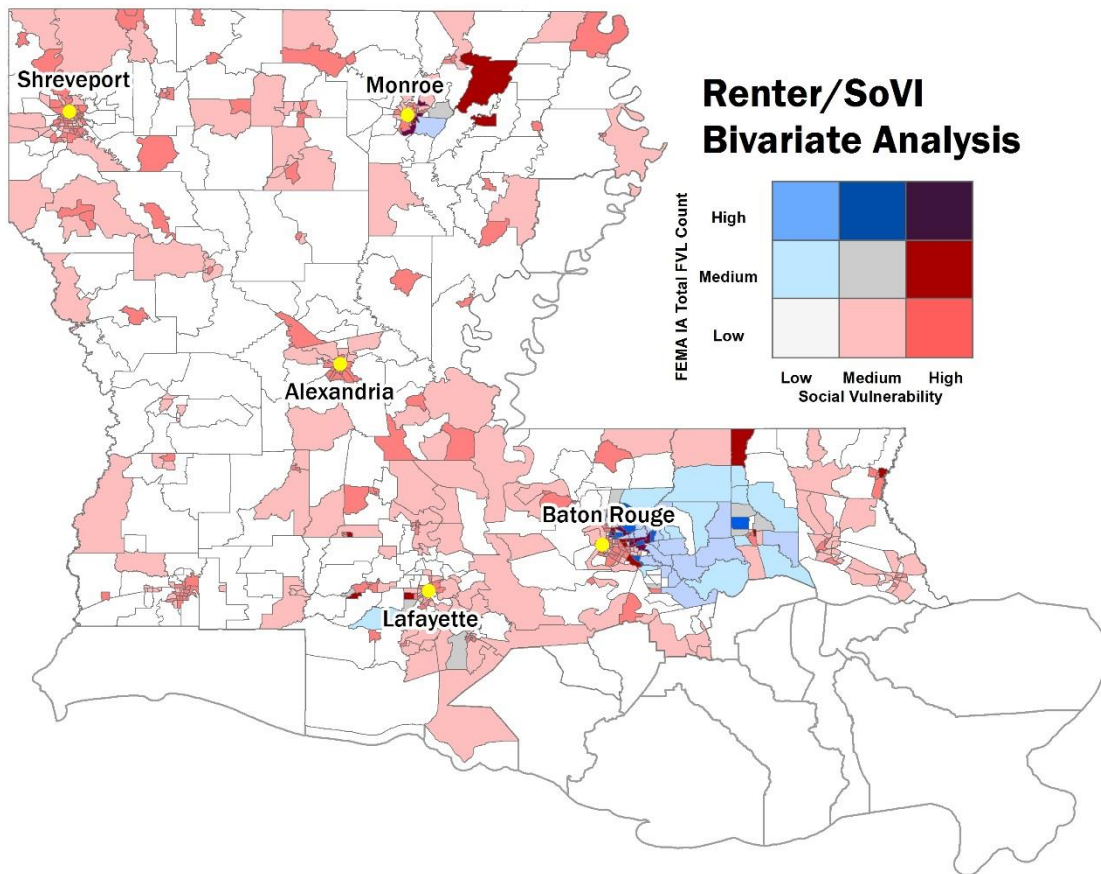 Shreveport
Monroe
Renter/SoVI
Bivariate Analysis
FEMA IA Total FVL Count
High
Medium
Low
Low
Medium
High
Social Vulnerability
Alexandria
Baton Rouge
Lafayette